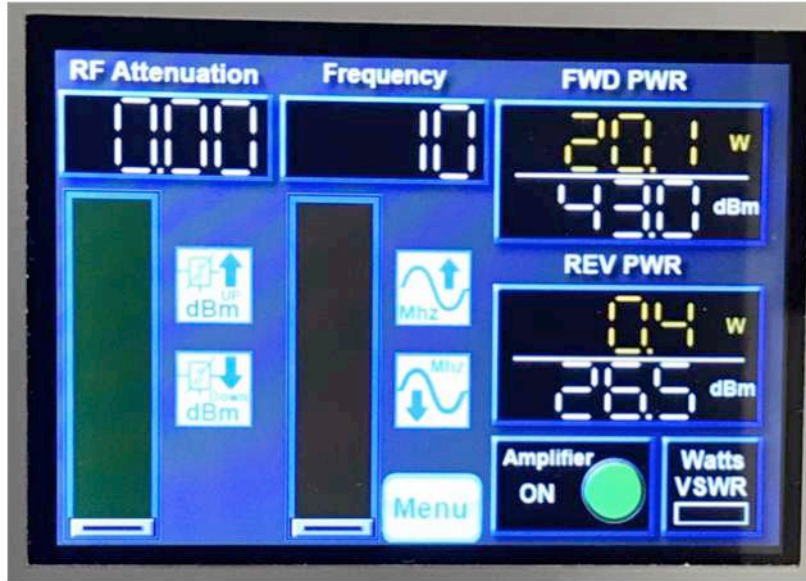 RF Attenuation
Frequency
FWD PWR
0.00
10
20.1 W
43.0 dBm
REV PWR
UP
dBm
Mhz
0.4 W
26.5 dBm
Down
dBm
Mhz
Amplifier
ON
Watts
VSWR
Menu